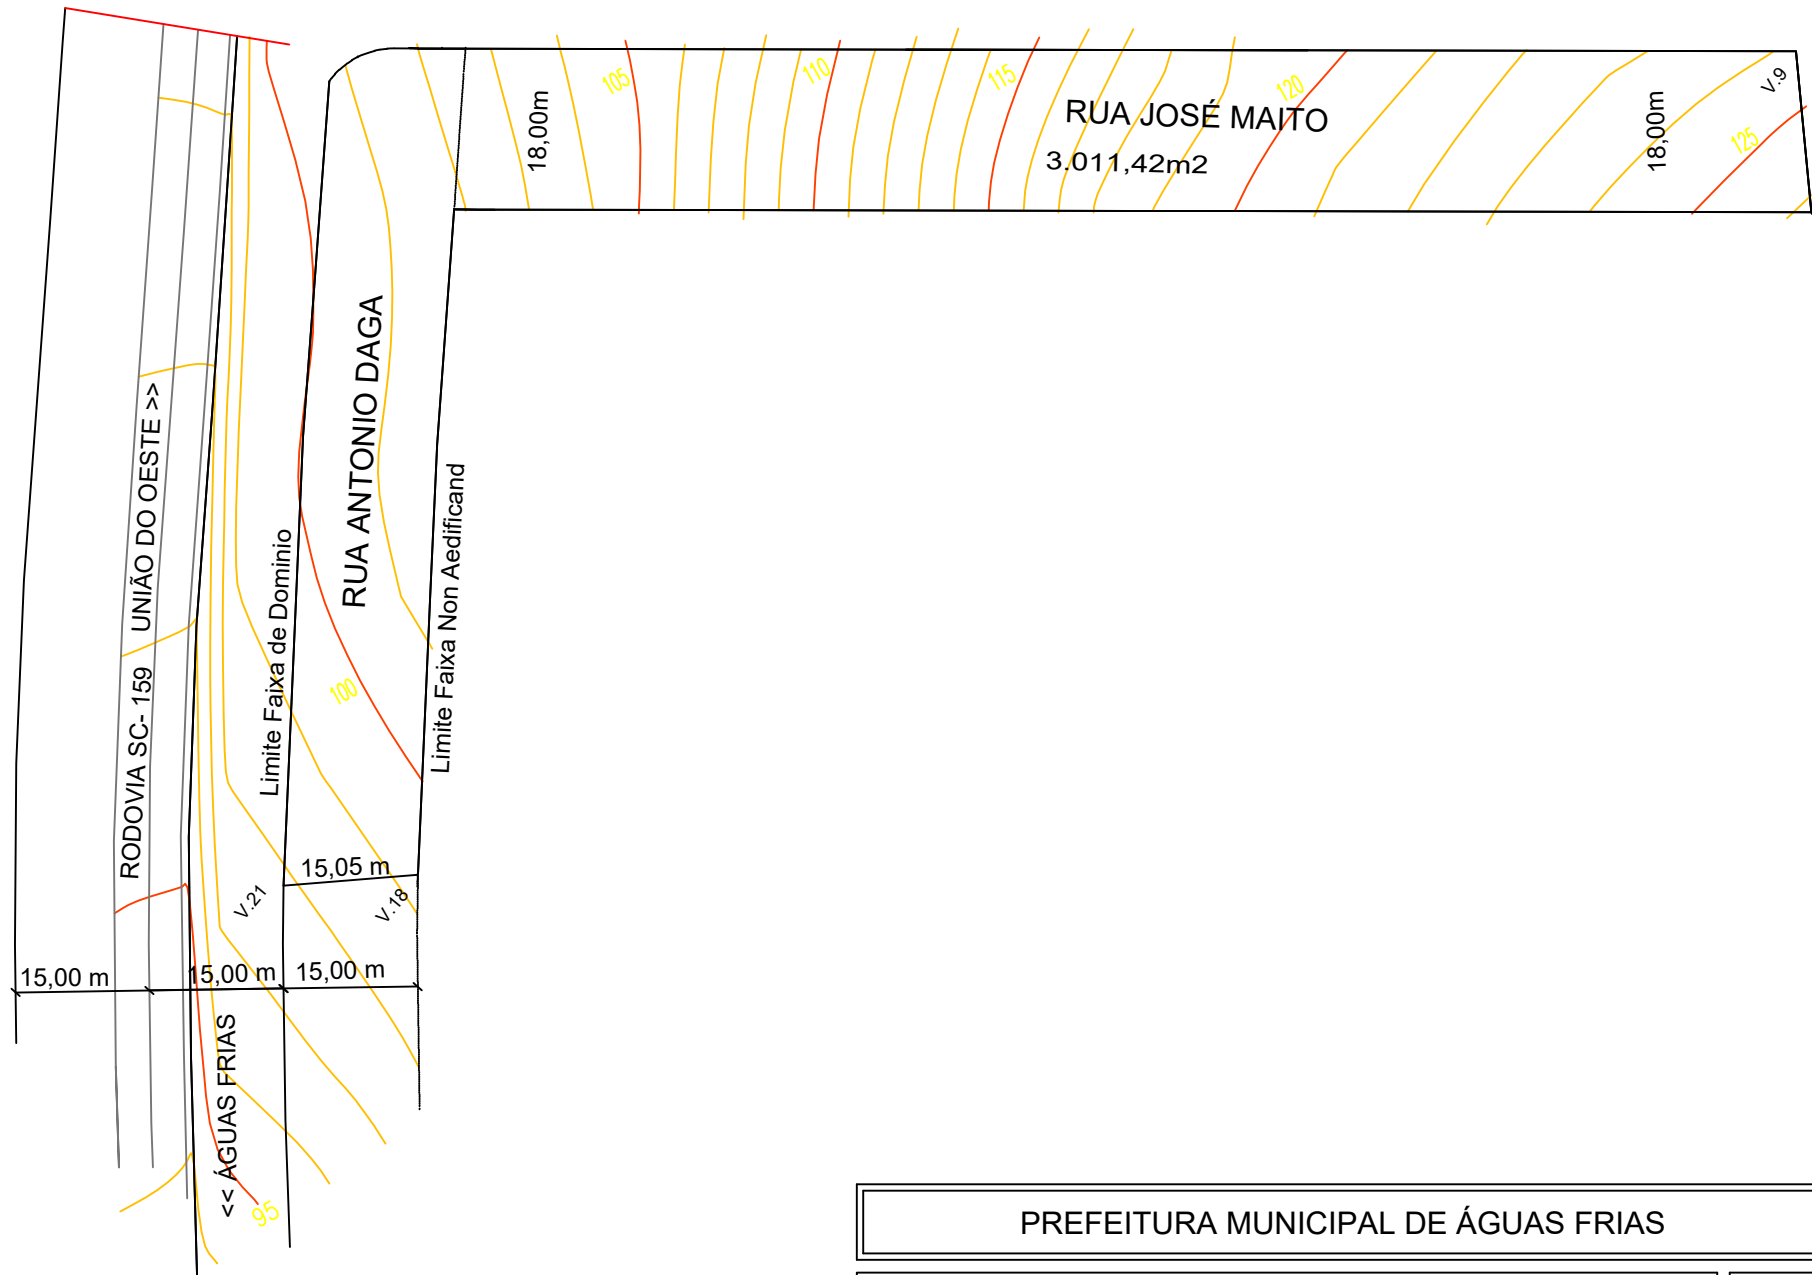 105
110
115
120
125
V.9
RUA JOSÉ MAITO
3.011,42m2
18,00m
18,00m
RUA ANTONIO DAGA
UNIÃO DO OESTE >>
RODOVIA SC- 159
Limite Faixa de Dominio
Limite Faixa Non Aedificand
100
15,05 m
V.21
V.18
15,00 m
15,00 m
15,00 m
<< ÁGUAS FRIAS
95
PREFEITURA MUNICIPAL DE ÁGUAS FRIAS